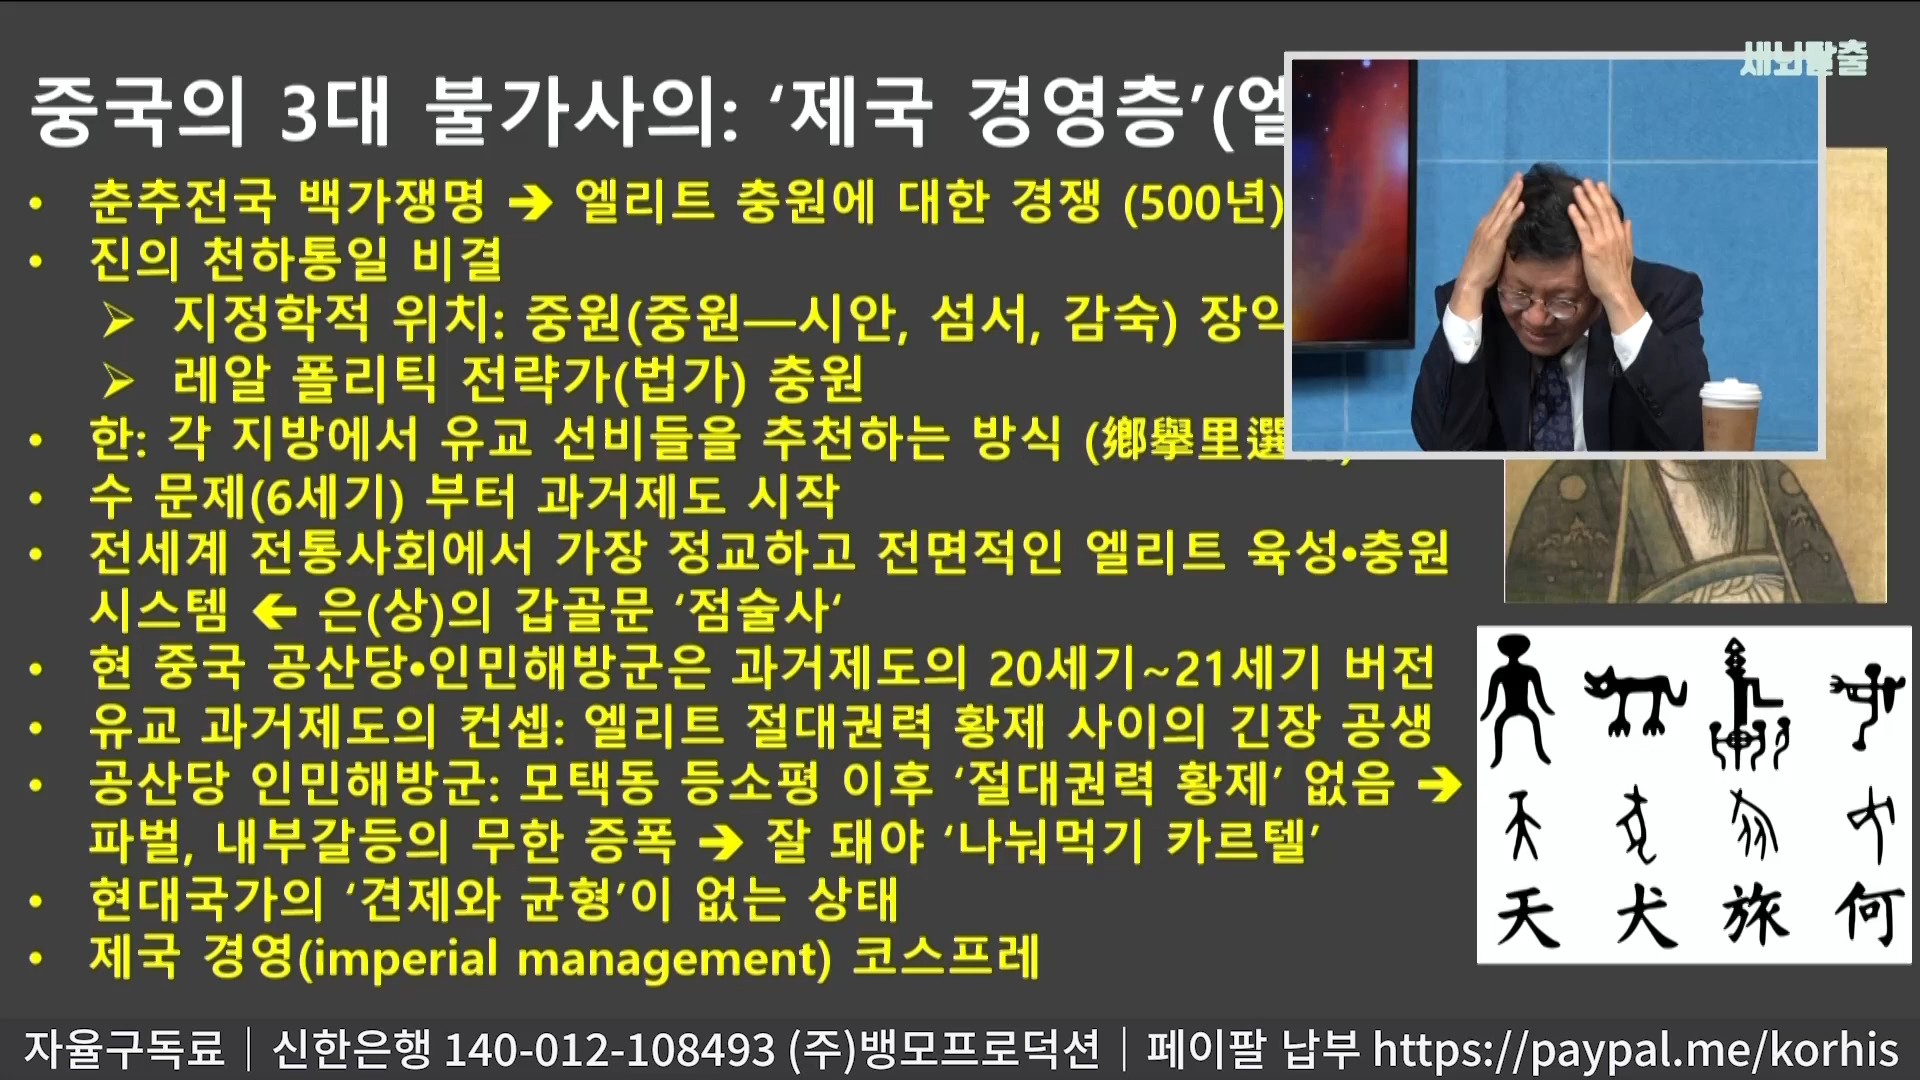 세뇌탈출
중국의 3대 불가사의: ‘제국 경영층’(엘
• 춘추전국 백가쟁명 ➔ 엘리트 충원에 대한 경쟁 (500년)
• 진의 천하통일 비결
➢ 지정학적 위치: 중원(중원—시안, 섬서, 감숙) 장악
➢ 레알 폴리틱 전략가(법가) 충원
• 한: 각 지방에서 유교 선비들을 추천하는 방식 (鄉擧里選
• 수 문제(6세기) 부터 과거제도 시작
• 전세계 전통사회에서 가장 정교하고 전면적인 엘리트 육성•충원
시스템 🡸 은(상)의 갑골문 ‘점술사‘
• 현 중국 공산당•인민해방군은 과거제도의 20세기~21세기 버전
• 유교 과거제도의 컨셉: 엘리트 절대권력 황제 사이의 긴장 공생
• 공산당 인민해방군: 모택동 등소평 이후 ‘절대권력 황제’ 없음 ➔
파벌, 내부갈등의 무한 증폭 ➔ 잘 돼야 ‘나눠먹기 카르텔’
• 현대국가의 ‘견제와 균형’이 없는 상태
• 제국 경영(imperial management) 코스프레
天 犬 旅 何
자율구독료｜신한은행 140-012-108493 (주)뱅모프로덕션｜페이팔 납부 https://paypal.me/korhis